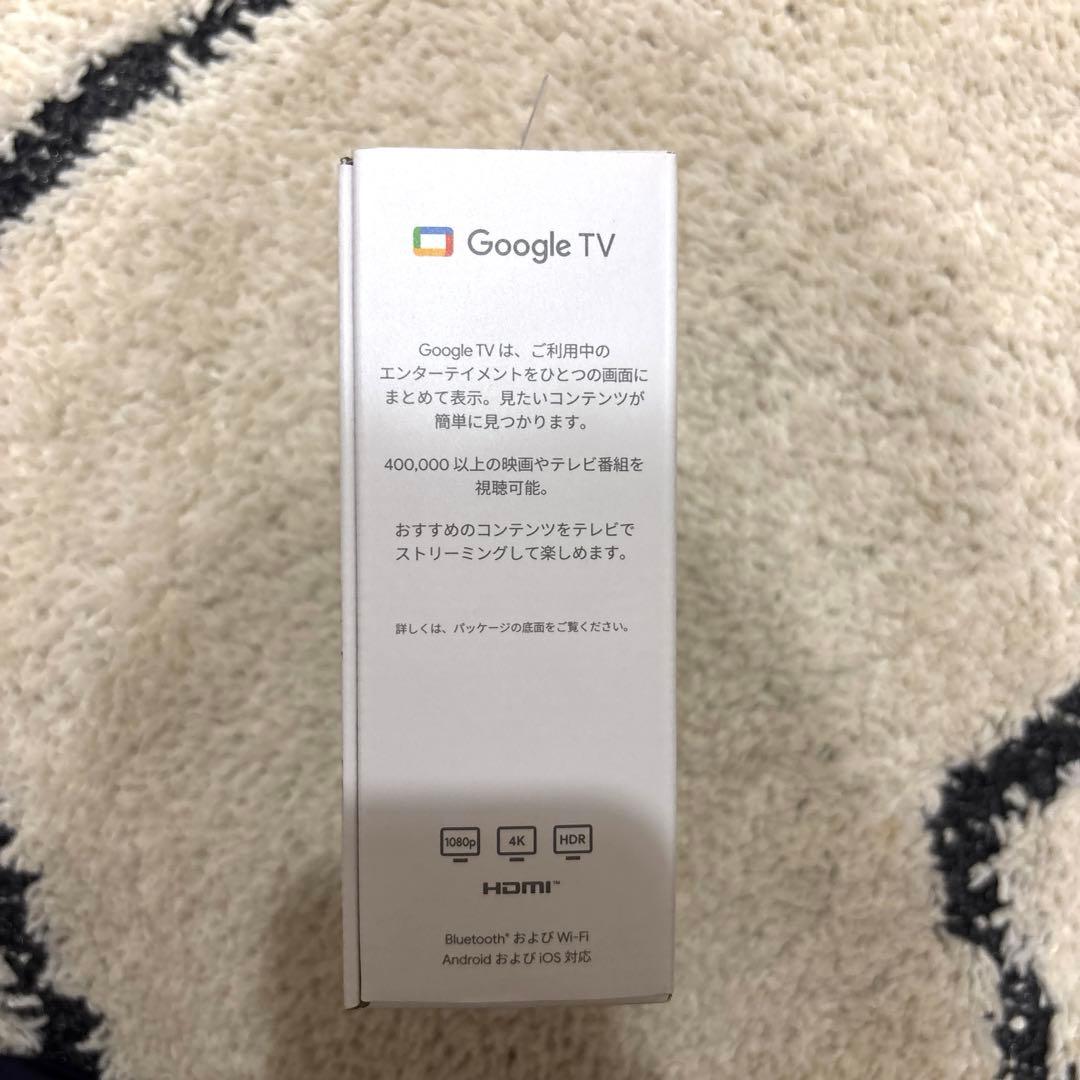 Google TV
Google TV は、ご利用中の
エンターテイメントをひとつの画面に
まとめて表示。見たいコンテンツが
簡単に見つかります。
400,000 以上の映画やテレビ番組を
視聴可能。
おすすめのコンテンツをテレビで
ストリーミングして楽しめます。
詳しくは、パッケージの底面をご覧ください。
1080p 4K HDR
HDMI™
Bluetooth® および Wi-Fi
Android および iOS 対応